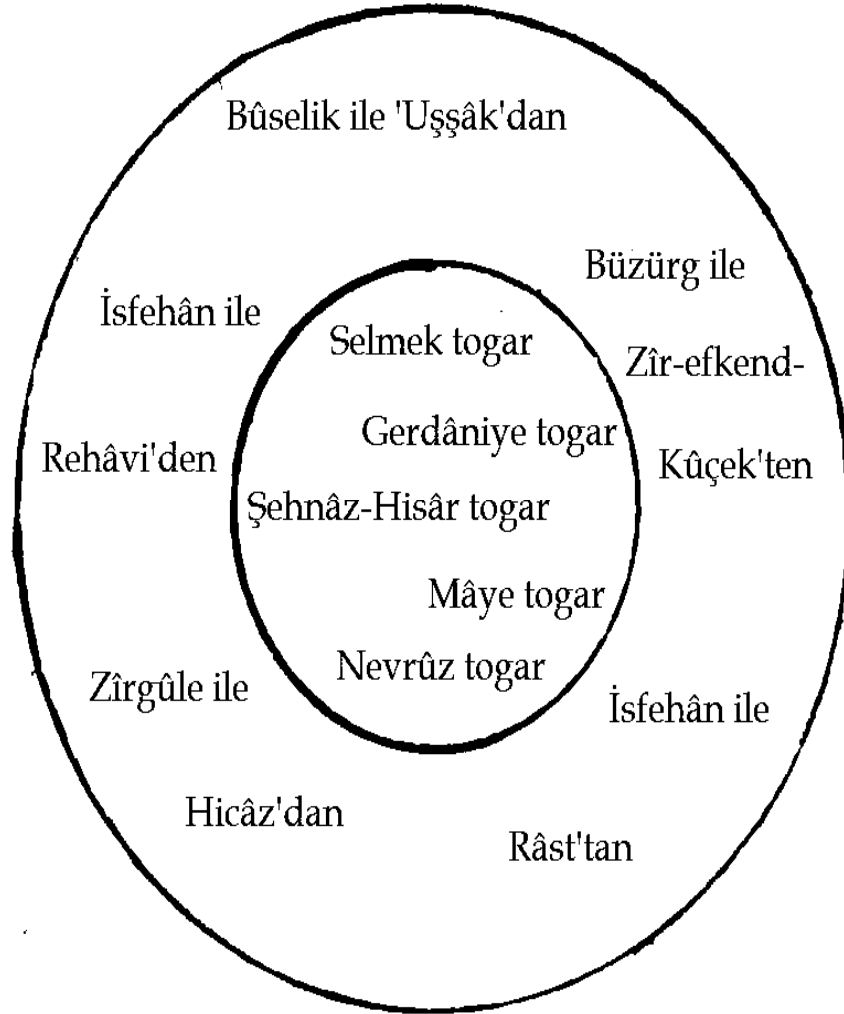 Bûselik ile 'Uşşâk'dan
Büzürg ile
İsfehân ile
Selmek togar
Zîr-efkend-
Gerdâniye togar
Rehâvi'den
Kûçek'ten
Şehnâz-Hisâr togar
Mâye togar
Nevrûz togar
Zîrgûle ile
İsfehân ile
Hicâz'dan
Râst'tan